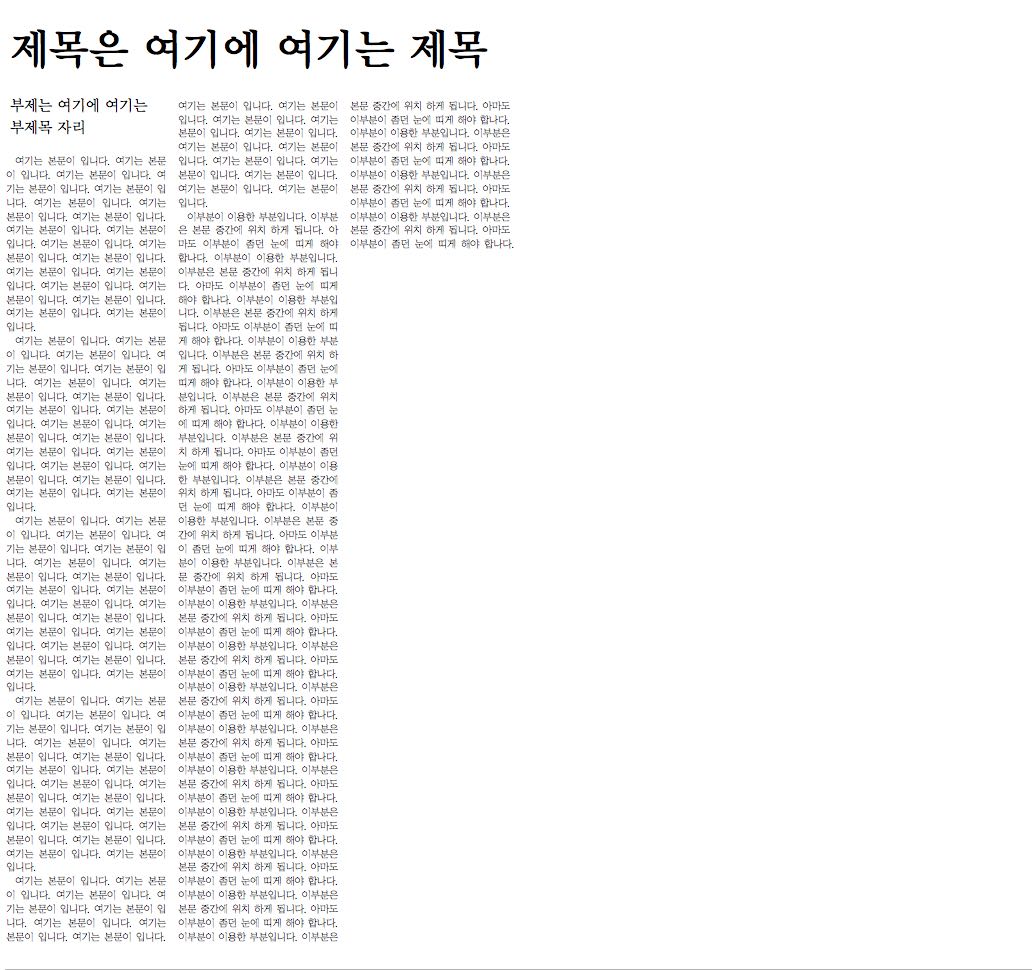 제목은 여기에 여기는 제목
부제는 여기에 여기는
부제목 자리
여기는 본문이 입니다. 여기는 본문
이 입니다. 여기는 본문이 입니다. 여
기는 본문이 입니다. 여기는 본문이 입
니다. 여기는 본문이 입니다. 여기는
본문이 입니다. 여기는 본문이 입니다.
여기는 본문이 입니다. 여기는 본문이
입니다. 여기는 본문이 입니다. 여기는
본문이 입니다. 여기는 본문이 입니다.
여기는 본문이 입니다. 여기는 본문이
입니다. 여기는 본문이 입니다. 여기는
본문이 입니다. 여기는 본문이 입니다.
여기는 본문이 입니다. 여기는 본문이
입니다.
여기는 본문이 입니다. 여기는 본문
이 입니다. 여기는 본문이 입니다. 여
기는 본문이 입니다. 여기는 본문이 입
니다. 여기는 본문이 입니다. 여기는
본문이 입니다. 여기는 본문이 입니다.
여기는 본문이 입니다. 여기는 본문이
입니다. 여기는 본문이 입니다. 여기는
본문이 입니다. 여기는 본문이 입니다.
여기는 본문이 입니다. 여기는 본문이
입니다. 여기는 본문이 입니다. 여기는
본문이 입니다. 여기는 본문이 입니다.
여기는 본문이 입니다. 여기는 본문이
입니다.
여기는 본문이 입니다. 여기는 본문
이 입니다. 여기는 본문이 입니다. 여
기는 본문이 입니다. 여기는 본문이 입
니다. 여기는 본문이 입니다. 여기는
본문이 입니다. 여기는 본문이 입니다.
여기는 본문이 입니다. 여기는 본문이
입니다. 여기는 본문이 입니다. 여기는
본문이 입니다. 여기는 본문이 입니다.
여기는 본문이 입니다. 여기는 본문이
입니다. 여기는 본문이 입니다. 여기는
본문이 입니다. 여기는 본문이 입니다.
여기는 본문이 입니다. 여기는 본문이
입니다.
여기는 본문이 입니다. 여기는 본문
이 입니다. 여기는 본문이 입니다. 여
기는 본문이 입니다. 여기는 본문이 입
니다. 여기는 본문이 입니다. 여기는
본문이 입니다. 여기는 본문이 입니다.
여기는 본문이 입니다. 여기는 본문이
입니다. 여기는 본문이 입니다. 여기는
본문이 입니다. 여기는 본문이 입니다.
여기는 본문이 입니다. 여기는 본문이
입니다. 여기는 본문이 입니다. 여기는
본문이 입니다. 여기는 본문이 입니다.
여기는 본문이 입니다. 여기는 본문이
입니다.
여기는 본문이 입니다. 여기는 본문
이 입니다. 여기는 본문이 입니다. 여
기는 본문이 입니다. 여기는 본문이 입
니다. 여기는 본문이 입니다. 여기는
본문이 입니다. 여기는 본문이 입니다.
여기는 본문이 입니다. 여기는 본문이
입니다. 여기는 본문이 입니다. 여기는
본문이 입니다. 여기는 본문이 입니다.
여기는 본문이 입니다. 여기는 본문이
입니다. 여기는 본문이 입니다. 여기는
본문이 입니다. 여기는 본문이 입니다.
여기는 본문이 입니다. 여기는 본문이
입니다.
이부분이 이용한 부분입니다. 이부분
은 본문 중간에 위치 하게 됩니다. 아
마도 이부분이 좀던 눈에 띠게 해야
합나다. 이부분이 이용한 부분입니다.
이부분은 본문 중간에 위치 하게 됩니
다. 아마도 이부분이 좀던 눈에 띠게
해야 합나다. 이부분이 이용한 부분입
니다. 이부분은 본문 중간에 위치 하게
됩니다. 아마도 이부분이 좀던 눈에 띠
게 해야 합나다. 이부분이 이용한 부분
입니다. 이부분은 본문 중간에 위치 하
게 됩니다. 아마도 이부분이 좀던 눈에
띠게 해야 합나다. 이부분이 이용한 부
분입니다. 이부분은 본문 중간에 위치
하게 됩니다. 아마도 이부분이 좀던 눈
에 띠게 해야 합나다. 이부분이 이용한
부분입니다. 이부분은 본문 중간에 위
치 하게 됩니다. 아마도 이부분이 좀던
눈에 띠게 해야 합나다. 이부분이 이용
한 부분입니다. 이부분은 본문 중간에
위치 하게 됩니다. 아마도 이부분이 좀
던 눈에 띠게 해야 합나다. 이부분이
이용한 부분입니다. 이부분은 본문 중
간에 위치 하게 됩니다. 아마도 이부분
이 좀던 눈에 띠게 해야 합나다. 이부
분이 이용한 부분입니다. 이부분은 본
문 중간에 위치 하게 됩니다. 아마도
이부분이 좀던 눈에 띠게 해야 합나다.
이부분이 이용한 부분입니다. 이부분은
본문 중간에 위치 하게 됩니다. 아마도
이부분이 좀던 눈에 띠게 해야 합나다.
이부분이 이용한 부분입니다. 이부분은
본문 중간에 위치 하게 됩니다. 아마도
이부분이 좀던 눈에 띠게 해야 합나다.
이부분이 이용한 부분입니다. 이부분은
본문 중간에 위치 하게 됩니다. 아마도
이부분이 좀던 눈에 띠게 해야 합나다.
이부분이 이용한 부분입니다. 이부분은
본문 중간에 위치 하게 됩니다. 아마도
이부분이 좀던 눈에 띠게 해야 합나다.
이부분이 이용한 부분입니다. 이부분은
본문 중간에 위치 하게 됩니다. 아마도
이부분이 좀던 눈에 띠게 해야 합나다.
이부분이 이용한 부분입니다. 이부분은
본문 중간에 위치 하게 됩니다. 아마도
이부분이 좀던 눈에 띠게 해야 합나다.
이부분이 이용한 부분입니다. 이부분은
본문 중간에 위치 하게 됩니다. 아마도
이부분이 좀던 눈에 띠게 해야 합나다.
이부분이 이용한 부분입니다. 이부분은
본문 중간에 위치 하게 됩니다. 아마도
이부분이 좀던 눈에 띠게 해야 합나다.
이부분이 이용한 부분입니다. 이부분은
본문 중간에 위치 하게 됩니다. 아마도
이부분이 좀던 눈에 띠게 해야 합나다.
이부분이 이용한 부분입니다. 이부분은
본문 중간에 위치 하게 됩니다. 아마도
이부분이 좀던 눈에 띠게 해야 합나다.
이부분이 이용한 부분입니다. 이부분은
본문 중간에 위치 하게 됩니다. 아마도
이부분이 좀던 눈에 띠게 해야 합나다.
이부분이 이용한 부분입니다. 이부분은
본문 중간에 위치 하게 됩니다. 아마도
이부분이 좀던 눈에 띠게 해야 합나다.